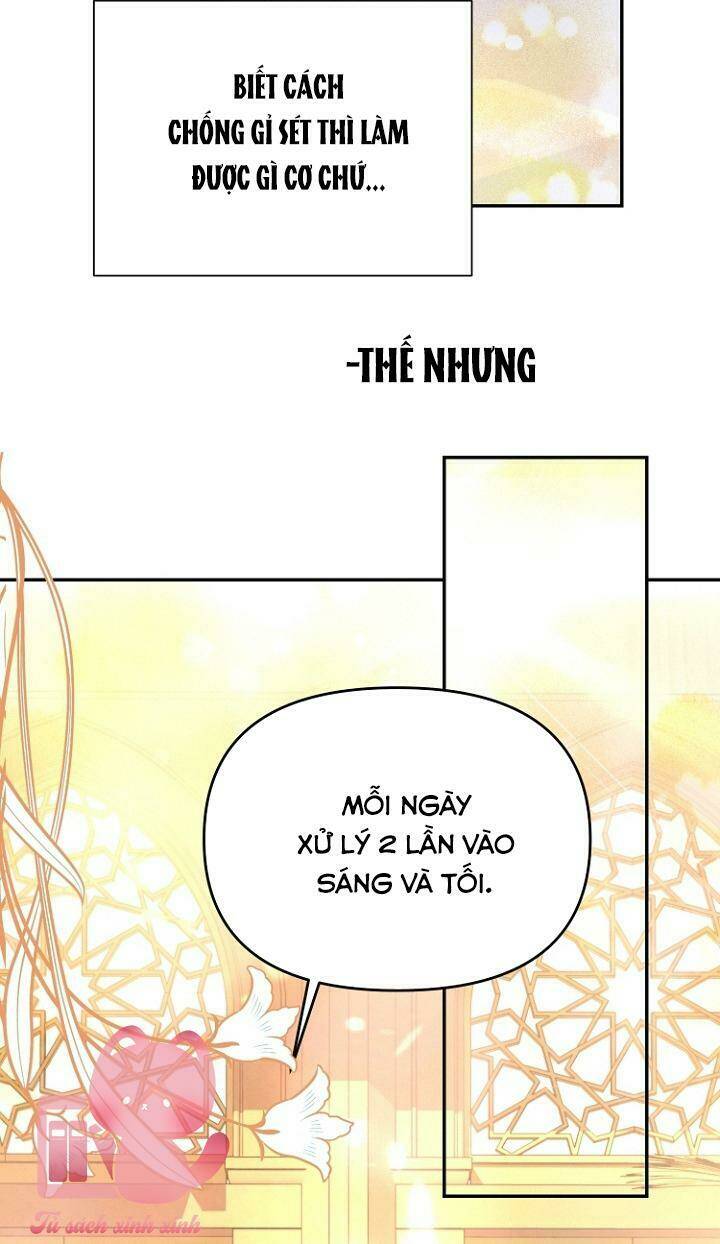 BIẾT CÁCH
CHỐNG GỈ SÉT THÌ LÀM
ĐƯỢC GÌ CƠ CHỨ...
-THẾ NHƯNG
MỖI NGÀY
XỬ LÝ 2 LẦN VÀO
SÁNG VÀ TỐI.
Tủ sách xinh xinh